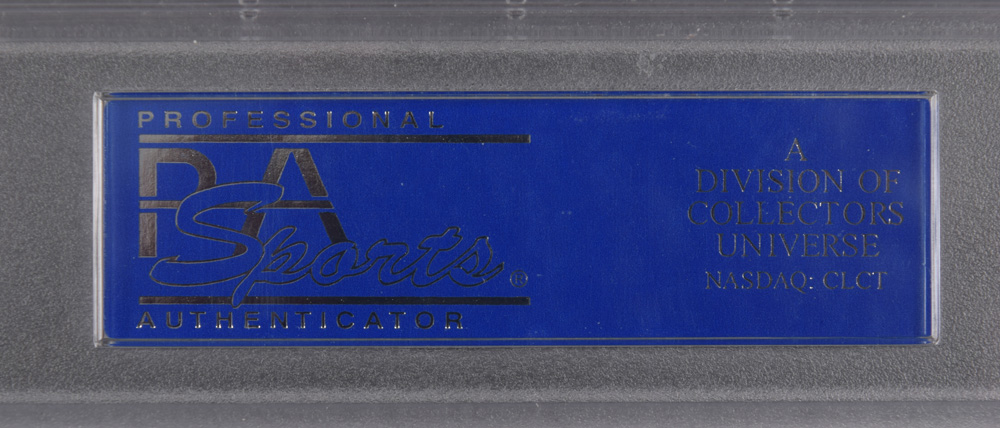 PROFESSIONAL
PSA
Sports®
AUTHENTICATOR
A
DIVISION OF
COLLECTORS
UNIVERSE
NASDAQ: CLCT